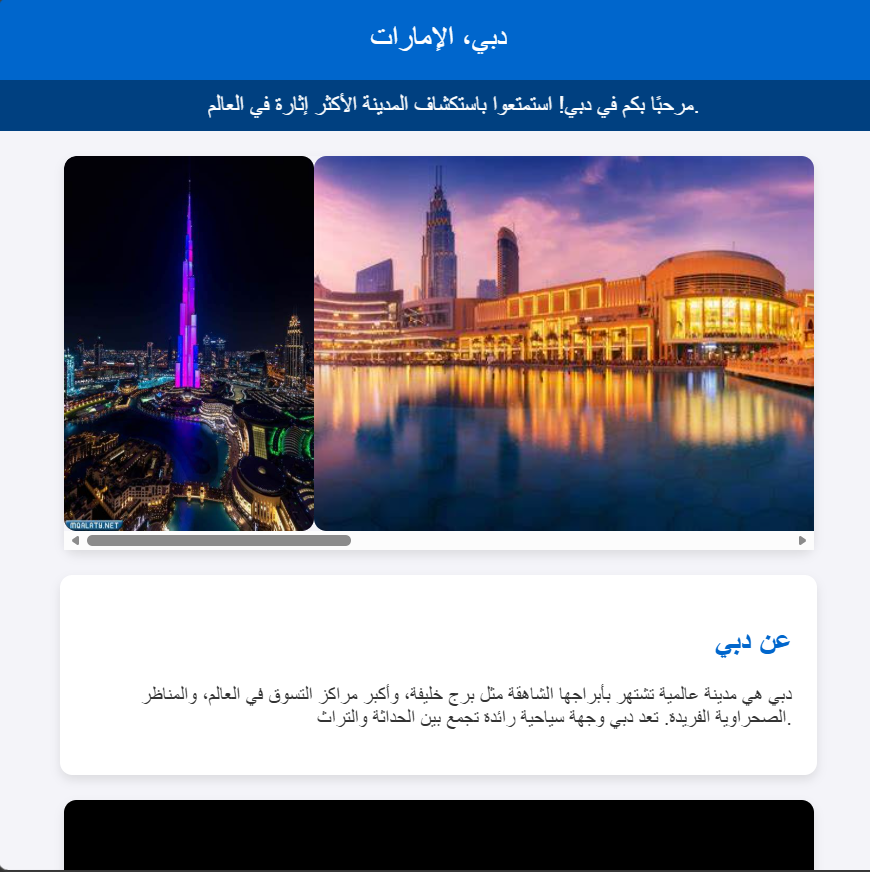 دبي، الإمارات
مرحبًا بكم في دبي! استمتعوا باستكشاف المدينة الأكثر إثارة في العالم.
MQALATY.NET
عن دبي
دبي هي مدينة عالمية تشتهر بأبراجها الشاهقة مثل برج خليفة، وأكبر مراكز التسوق في العالم، والمناظر
الصحراوية الفريدة. تعد دبي وجهة سياحية رائدة تجمع بين الحداثة والتراث.